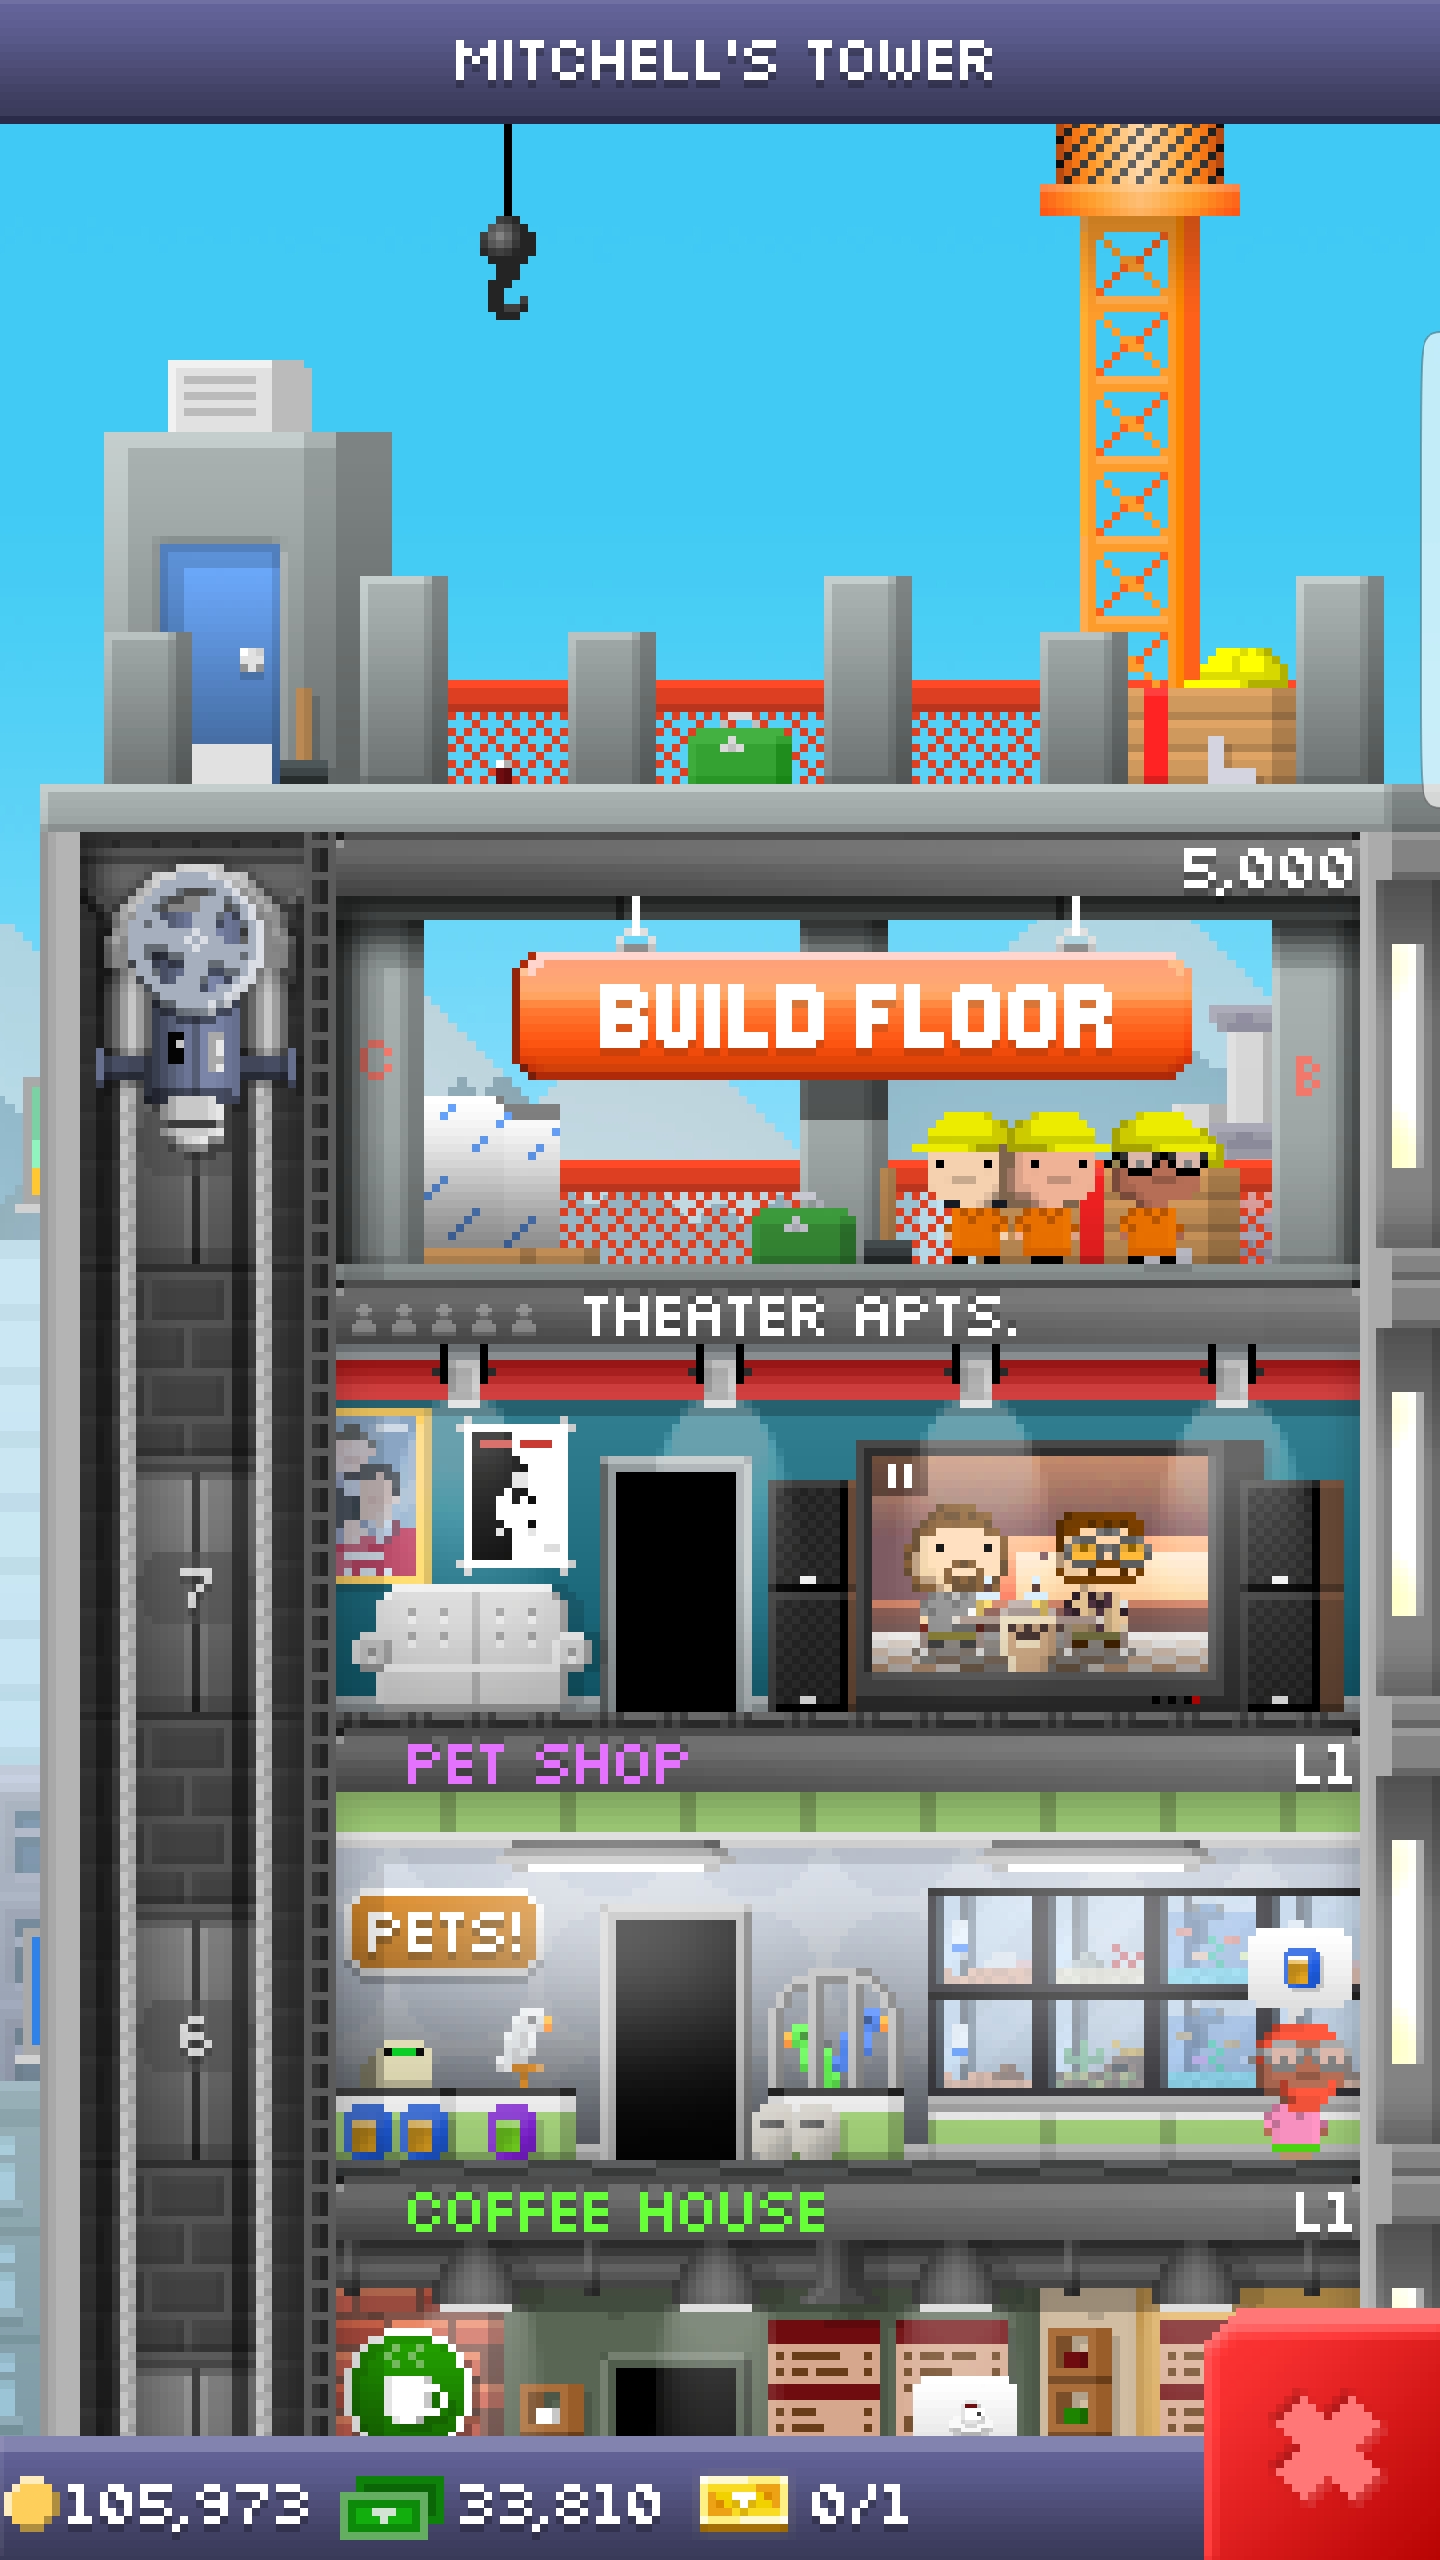 MITCHELL'S TOWER
5,000
BUILD FLOOR
C
B
THEATER APTS.
7
PET SHOP L1
PETS!
6
COFFEE HOUSE L1
105,973 33,810 0/1